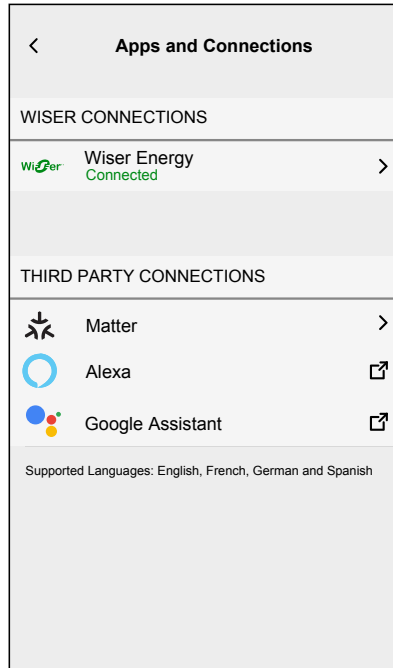 Apps and Connections
WISER CONNECTIONS
Wiser
Wiser Energy
Connected
THIRD PARTY CONNECTIONS
Matter
Alexa
Google Assistant
Supported Languages: English, French, German and Spanish